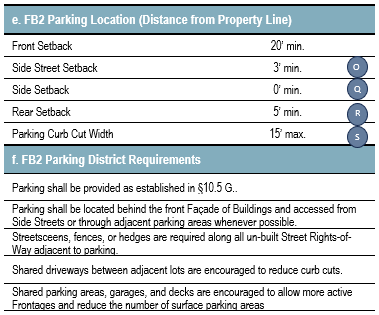 e. FB2 Parking Location (Distance from Property Line)
Front Setback 20' min.
Side Street Setback 3' min. O
Side Setback 0' min. Q
Rear Setback 5' min. R
Parking Curb Cut Width 15' max. S
f. FB2 Parking District Requirements
Parking shall be provided as established in §10.5 G..
Parking shall be located behind the front Façade of Buildings and accessed from
Side Streets or through adjacent parking areas whenever possible.
Streetsceens, fences, or hedges are required along all un-built Street Rights-of-
Way adjacent to parking.
Shared driveways between adjacent lots are encouraged to reduce curb cuts.
Shared parking areas, garages, and decks are encouraged to allow more active
Frontages and reduce the number of surface parking areas